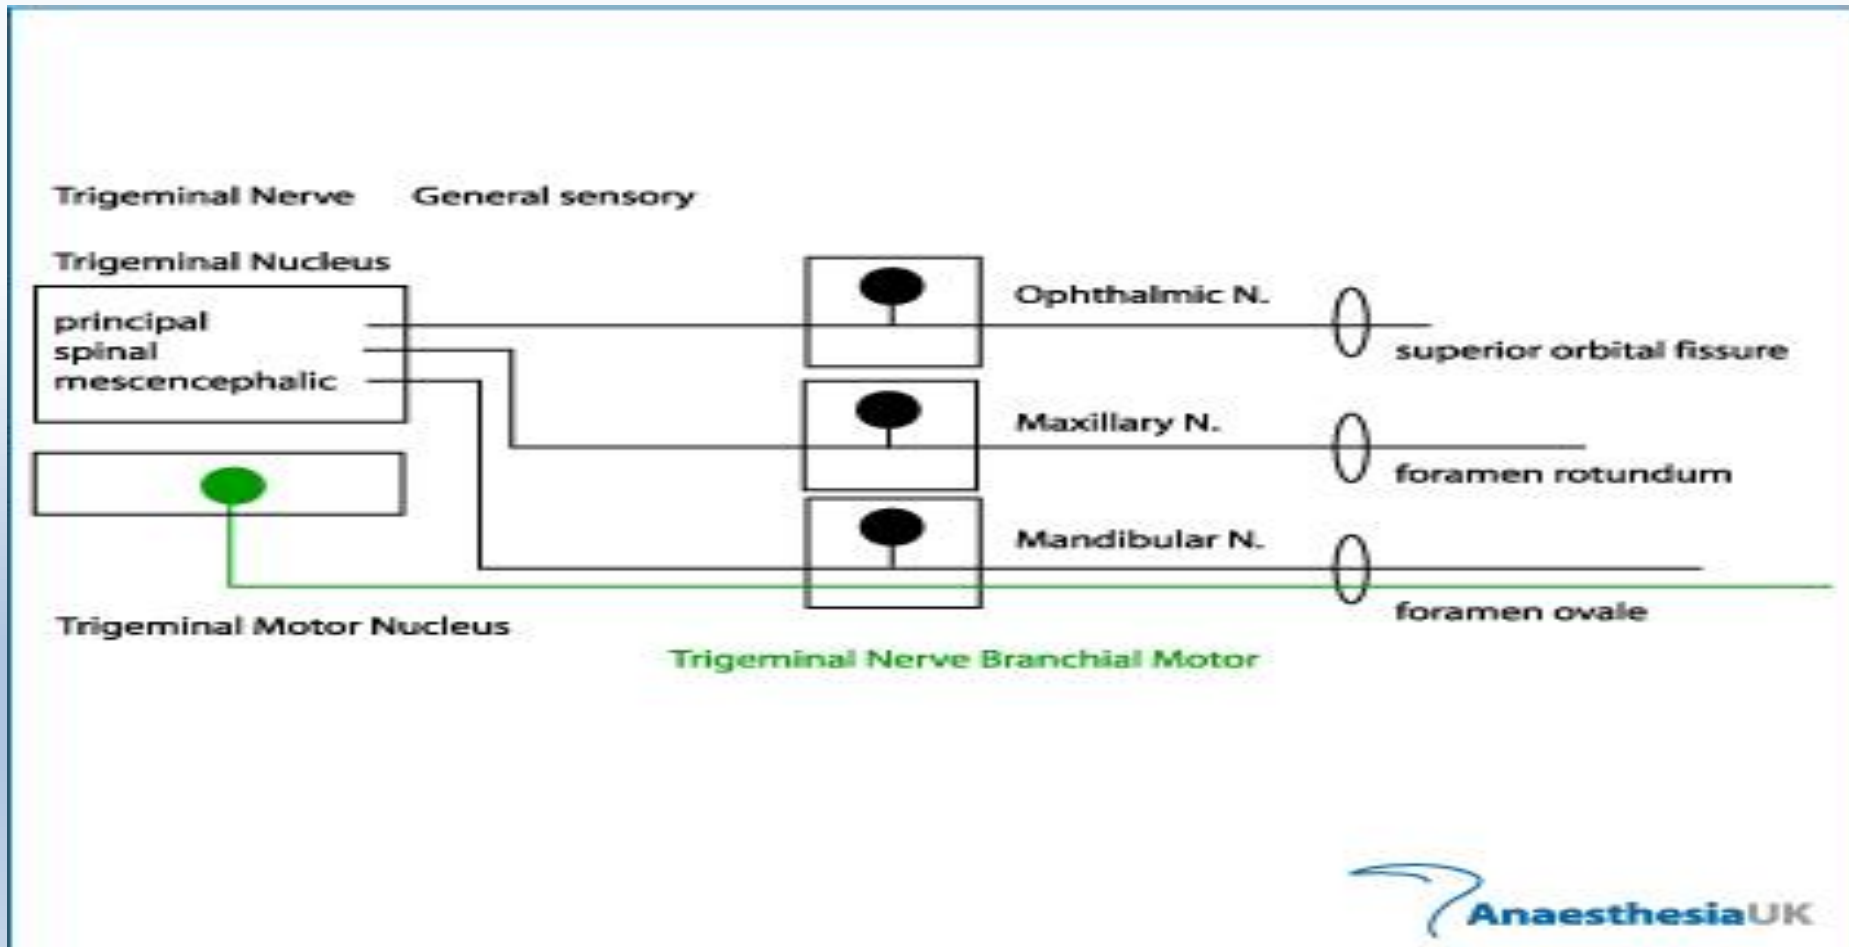 Trigeminal Nerve General sensory
Trigeminal Nucleus
principal
spinal
mescencephalic
Ophthalmic N.
superior orbital fissure
Maxillary N.
foramen rotundum
Mandibular N.
foramen ovale
Trigeminal Motor Nucleus
Trigeminal Nerve Branchial Motor
AnaesthesiaUK